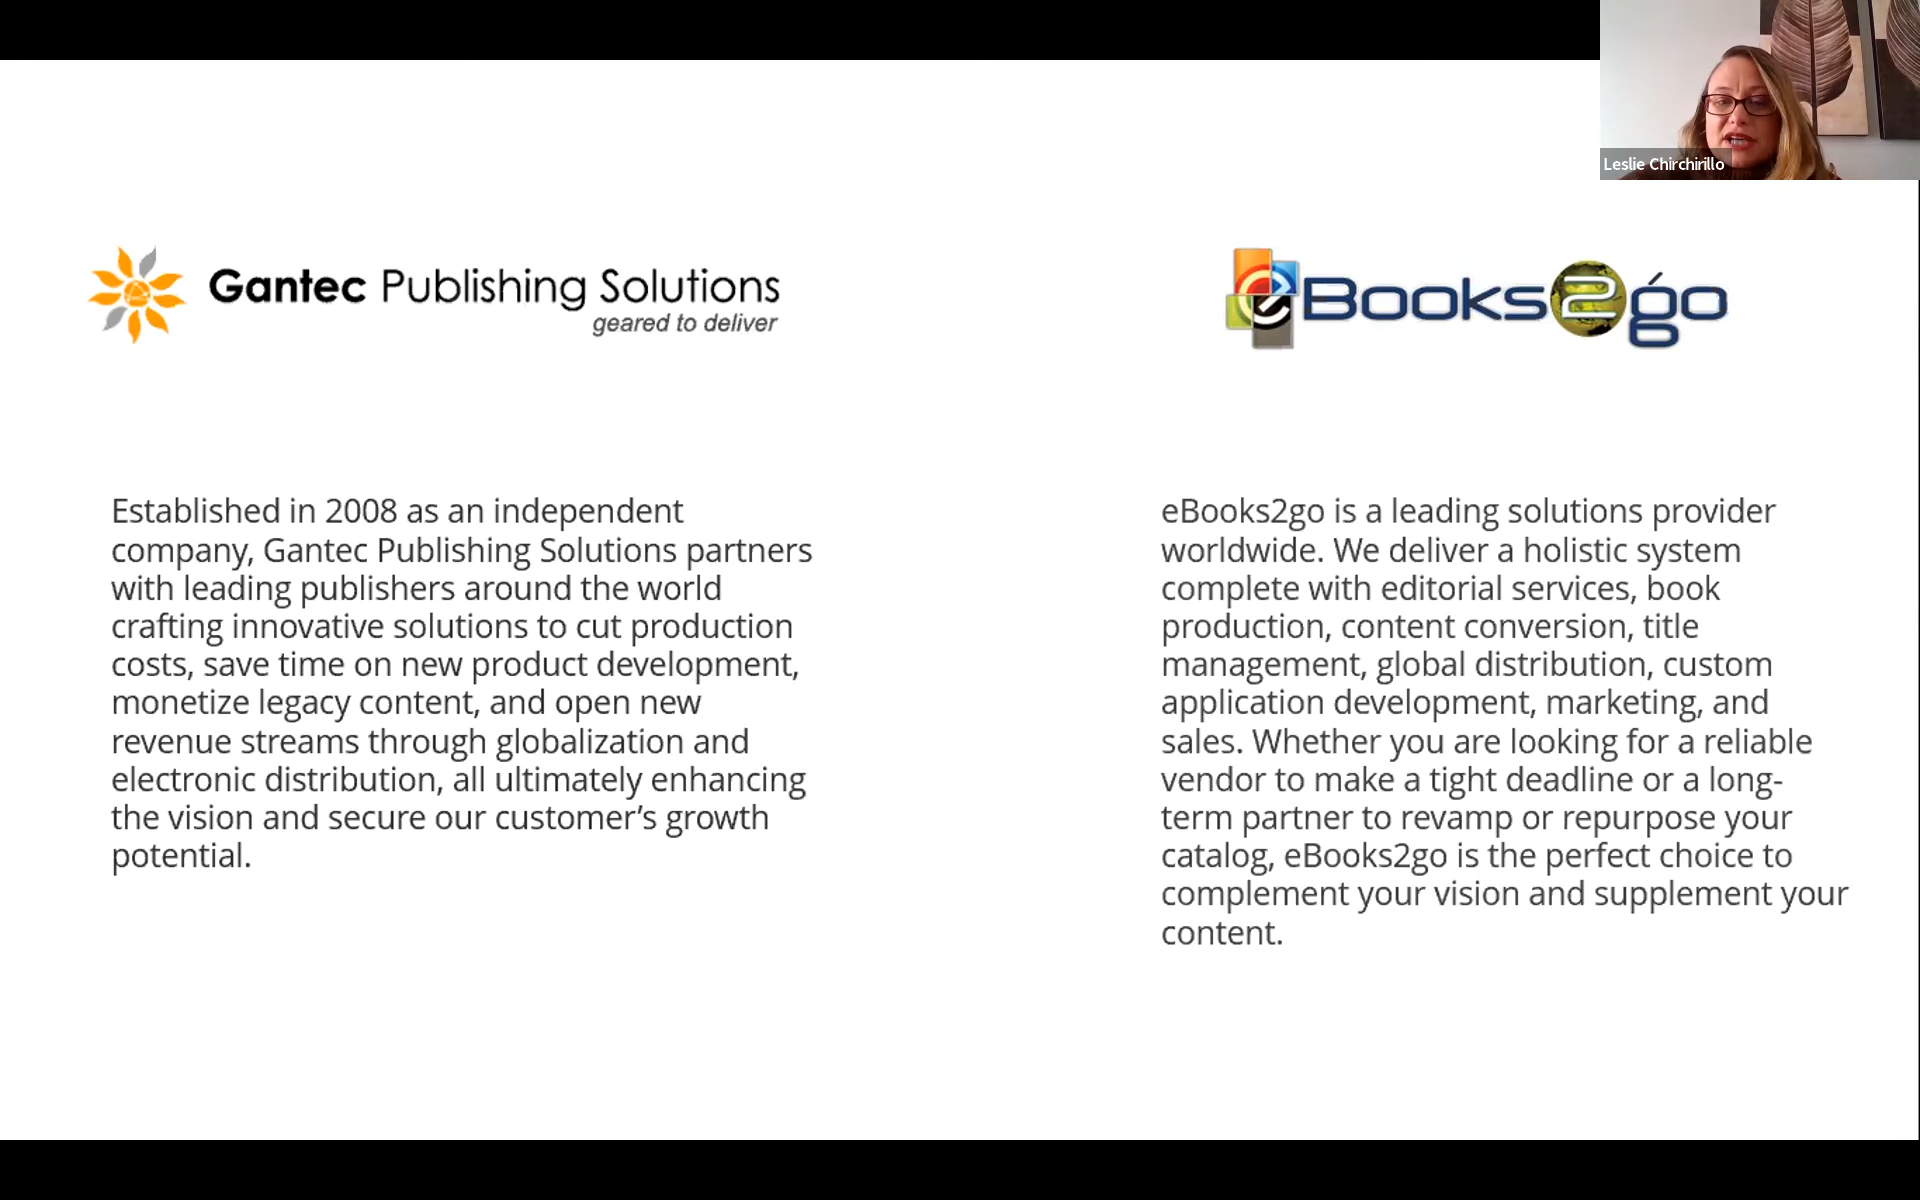 Leslie Chirchirillo
Gantec Publishing Solutions
geared to deliver
eBooks2go
Established in 2008 as an independent
company, Gantec Publishing Solutions partners
with leading publishers around the world
crafting innovative solutions to cut production
costs, save time on new product development,
monetize legacy content, and open new
revenue streams through globalization and
electronic distribution, all ultimately enhancing
the vision and secure our customer’s growth
potential.
eBooks2go is a leading solutions provider
worldwide. We deliver a holistic system
complete with editorial services, book
production, content conversion, title
management, global distribution, custom
application development, marketing, and
sales. Whether you are looking for a reliable
vendor to make a tight deadline or a long-
term partner to revamp or repurpose your
catalog, eBooks2go is the perfect choice to
complement your vision and supplement your
content.